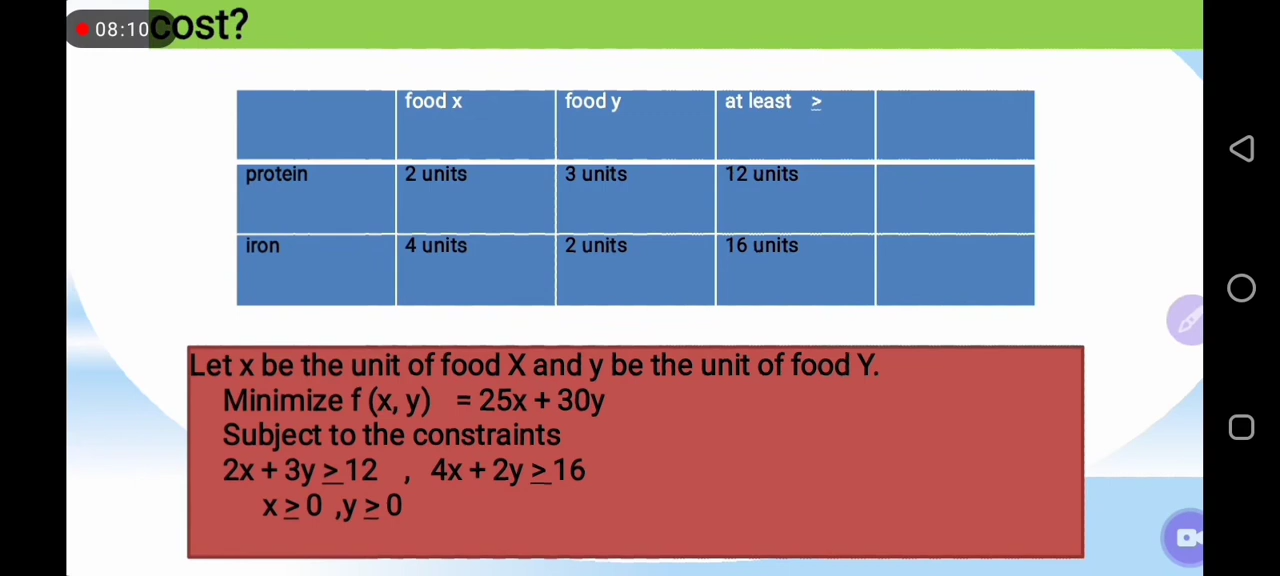 08:10 cost?
food x food y at least ≥
protein 2 units 3 units 12 units
iron 4 units 2 units 16 units
Let x be the unit of food X and y be the unit of food Y.
Minimize f (x, y) = 25x + 30y
Subject to the constraints
2x + 3y ≥ 12 , 4x + 2y ≥ 16
x ≥ 0 ,y ≥ 0